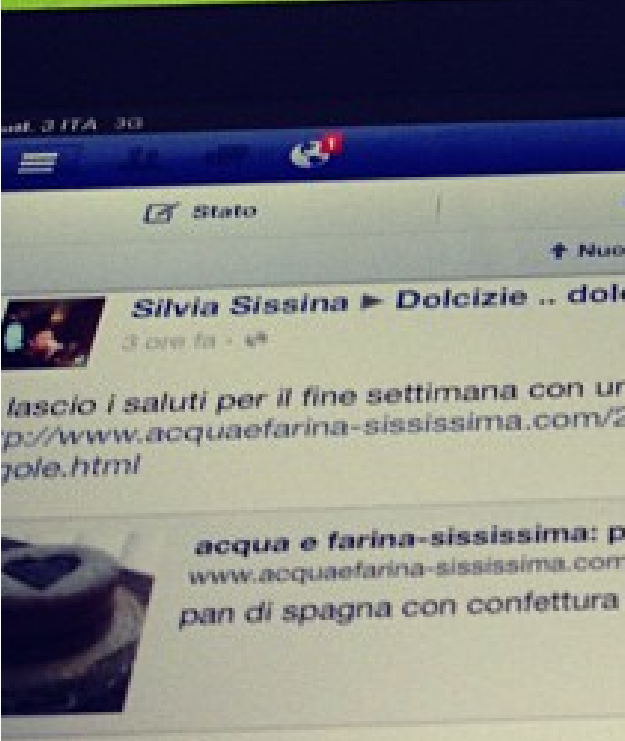 3 ITA 3G
1
Stato
Nuo
Silvia Sissina ▸ Dolcizie .. dol
3 ore fa ·
lascio i saluti per il fine settimana con un
p://www.acquaefarina-sississima.com/2
gole.html
acqua e farina-sississima: p
www.acquaefarina-sississima.com
pan di spagna con confettura